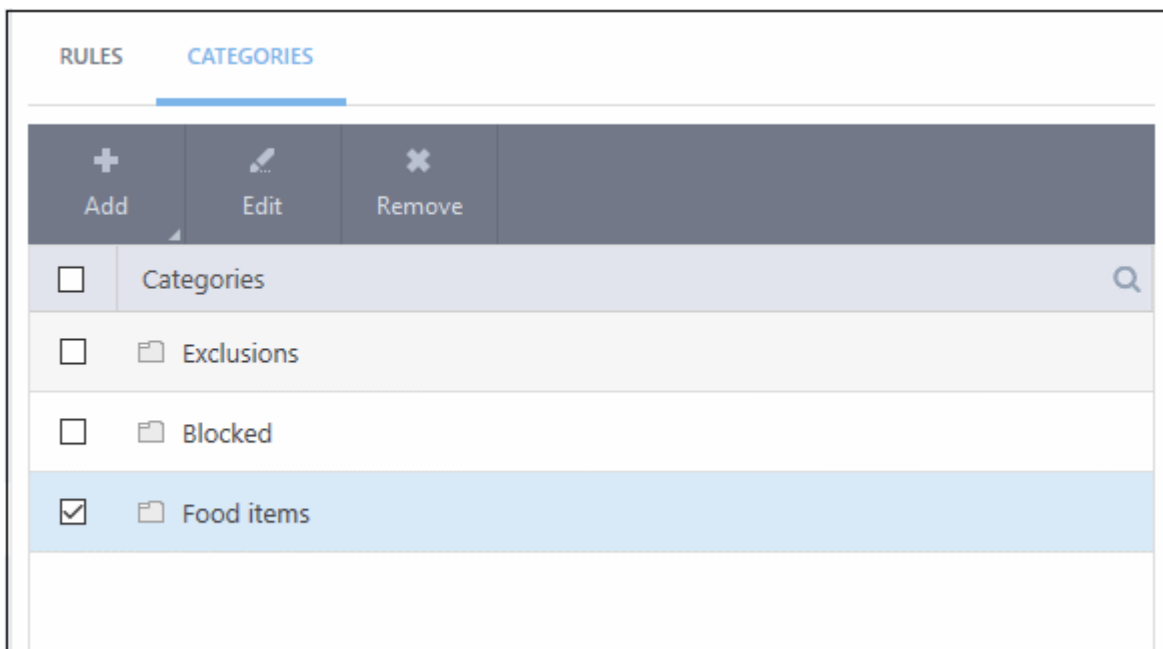 RULES CATEGORIES
Add Edit Remove
Categories
Exclusions
Blocked
Food items